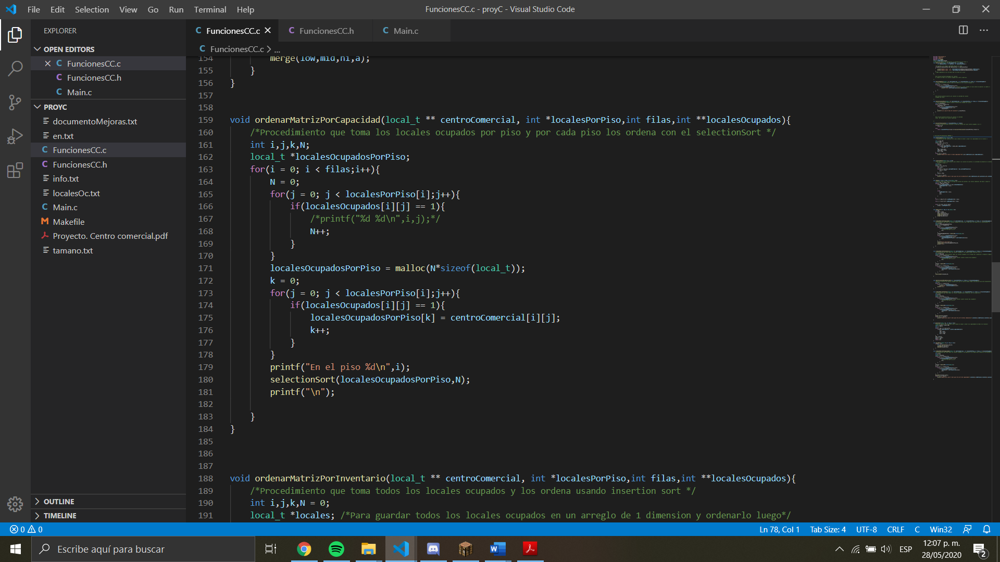 File Edit Selection View Go Run Terminal Help
FuncionesCC.c - proyC - Visual Studio Code
EXPLORER
OPEN EDITORS
FuncionesCC.c
FuncionesCC.h
Main.c
PROYC
documentoMejoras.txt
en.txt
FuncionesCC.c
FuncionesCC.h
info.txt
localesOc.txt
Main.c
Makefile
Proyecto. Centro comercial.pdf
tamano.txt
OUTLINE
TIMELINE
FuncionesCC.c FuncionesCC.h Main.c
FuncionesCC.c > ...
154 merge(low,mid,hi,a);
155 }
156 }
157
158
159 void ordenarMatrizPorCapacidad(local_t ** centroComercial, int *localesPorPiso,int filas,int **localesOcupados){
160 /*Procedimiento que toma los locales ocupados por piso y por cada piso los ordena con el selectionSort */
161 int i,j,k,N;
162 local_t *localesOcupadosPorPiso;
163 for(i = 0; i < filas;i++){
164 N = 0;
165 for(j = 0; j < localesPorPiso[i];j++){
166 if(localesOcupados[i][j] == 1){
167 /*printf("%d %d\n",i,j);*/
168 N++;
169 }
170 }
171 localesOcupadosPorPiso = malloc(N*sizeof(local_t));
172 k = 0;
173 for(j = 0; j < localesPorPiso[i];j++){
174 if(localesOcupados[i][j] == 1){
175 localesOcupadosPorPiso[k] = centroComercial[i][j];
176 k++;
177 }
178 }
179 printf("En el piso %d\n",i);
180 selectionSort(localesOcupadosPorPiso,N);
181 printf("\n");
182
183 }
184 }
185
186
187
188 void ordenarMatrizPorInventario(local_t ** centroComercial, int *localesPorPiso,int filas,int **localesOcupados){
189 /*Procedimiento que toma todos los locales ocupados y los ordena usando insertion sort */
190 int i,j,k,N = 0;
191 local_t *locales; /*Para guardar todos los locales ocupados en un arreglo de 1 dimension y ordenarlo luego*/
0 0 Ln 78, Col 1 Tab Size: 4 UTF-8 CRLF C Win32
Escribe aquí para buscar
ESP
12:07 p. m.
28/05/2020
2